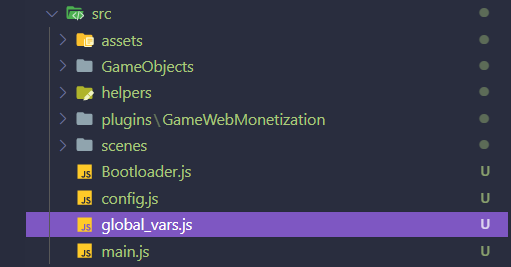 src
assets
GameObjects
helpers
plugins\GameWebMonetization
scenes
JS Bootloader.js U
JS config.js U
JS global_vars.js U
JS main.js U